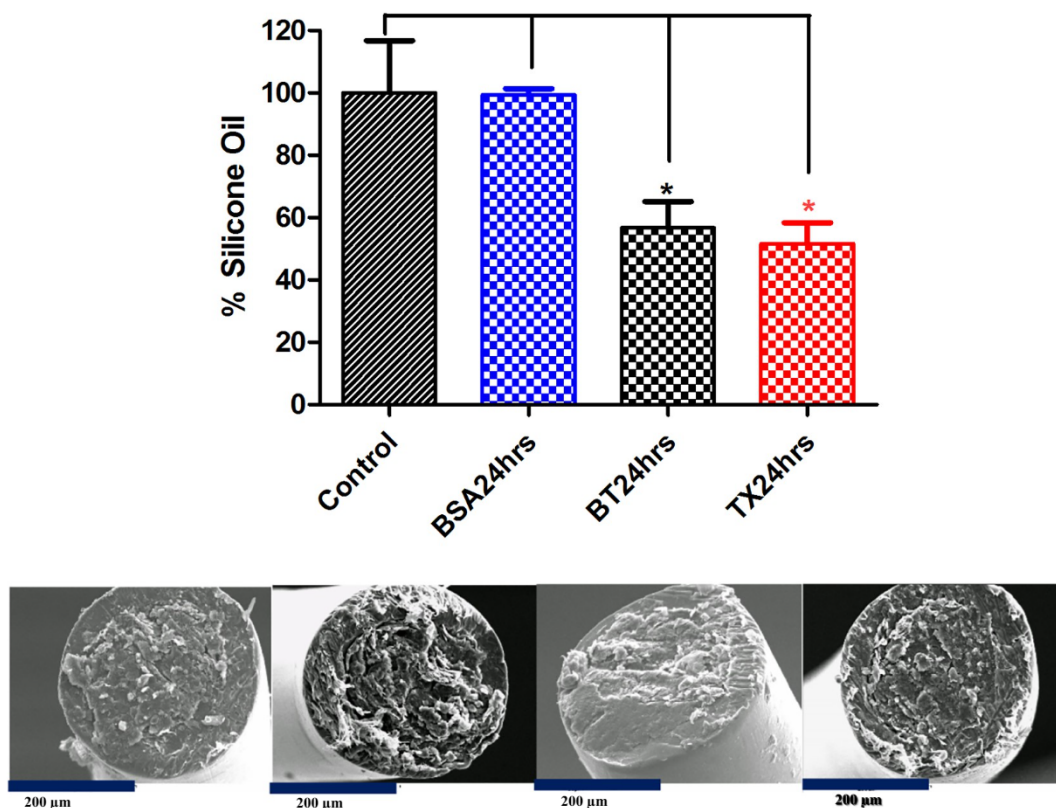 120
100
80
60
40
20
0
% Silicone Oil
*
*
Control
BSA24hrs
BT24hrs
TX24hrs
200 µm
200 µm
200 µm
200 µm